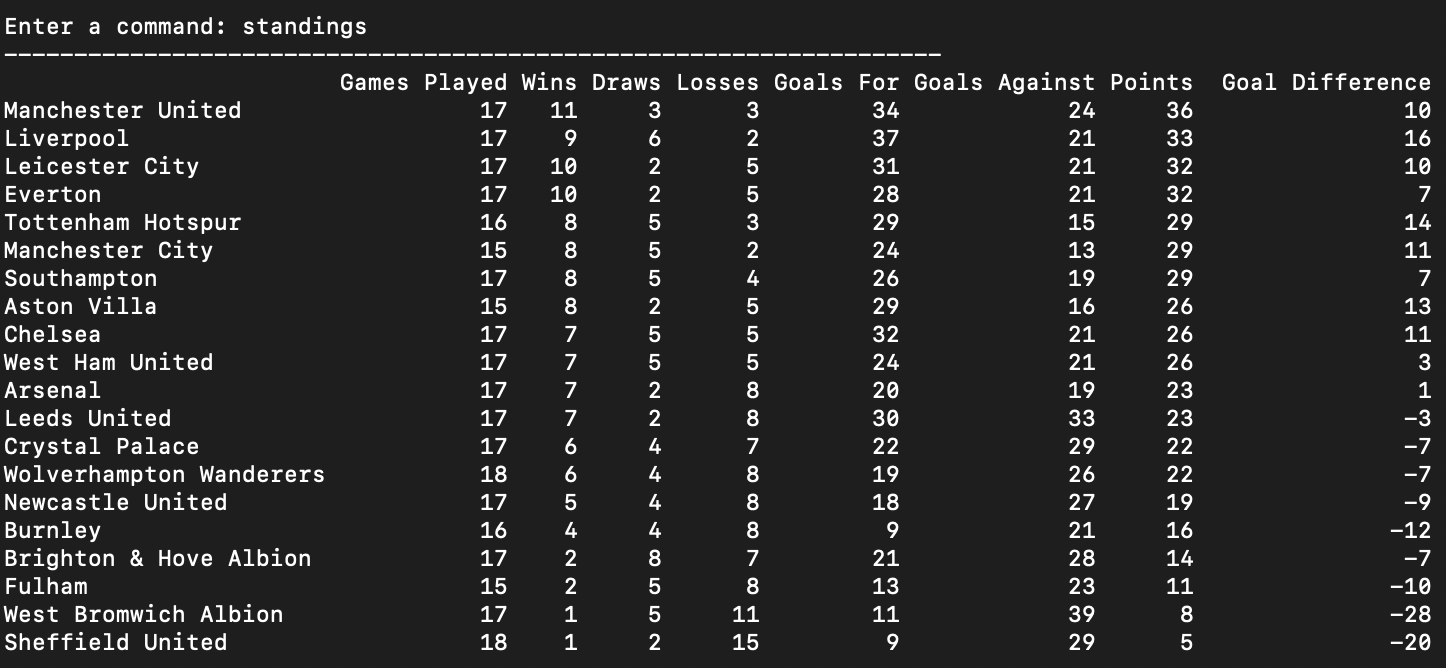 Enter a command: standings
-------------------------------------------------------------------
Games Played Wins Draws Losses Goals For Goals Against Points Goal Difference
Manchester United 17 11 3 3 34 24 36 10
Liverpool 17 9 6 2 37 21 33 16
Leicester City 17 10 2 5 31 21 32 10
Everton 17 10 2 5 28 21 32 7
Tottenham Hotspur 16 8 5 3 29 15 29 14
Manchester City 15 8 5 2 24 13 29 11
Southampton 17 8 5 4 26 19 29 7
Aston Villa 15 8 2 5 29 16 26 13
Chelsea 17 7 5 5 32 21 26 11
West Ham United 17 7 5 5 24 21 26 3
Arsenal 17 7 2 8 20 19 23 1
Leeds United 17 7 2 8 30 33 23 -3
Crystal Palace 17 6 4 7 22 29 22 -7
Wolverhampton Wanderers 18 6 4 8 19 26 22 -7
Newcastle United 17 5 4 8 18 27 19 -9
Burnley 16 4 4 8 9 21 16 -12
Brighton & Hove Albion 17 2 8 7 21 28 14 -7
Fulham 15 2 5 8 13 23 11 -10
West Bromwich Albion 17 1 5 11 11 39 8 -28
Sheffield United 18 1 2 15 9 29 5 -20